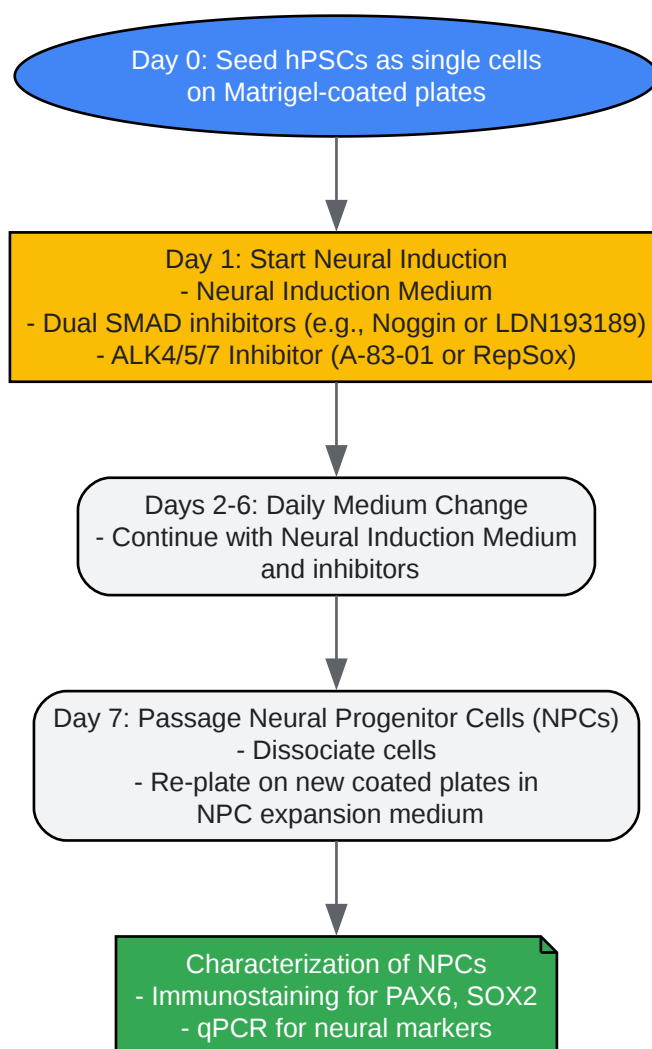 Day 0: Seed hPSCs as single cells
on Matrigel-coated plates
Day 1: Start Neural Induction
- Neural Induction Medium
- Dual SMAD inhibitors (e.g., Noggin or LDN193189)
- ALK4/5/7 Inhibitor (A-83-01 or RepSox)
Days 2-6: Daily Medium Change
- Continue with Neural Induction Medium
and inhibitors
Day 7: Passage Neural Progenitor Cells (NPCs)
- Dissociate cells
- Re-plate on new coated plates in
NPC expansion medium
Characterization of NPCs
- Immunostaining for PAX6, SOX2
- qPCR for neural markers